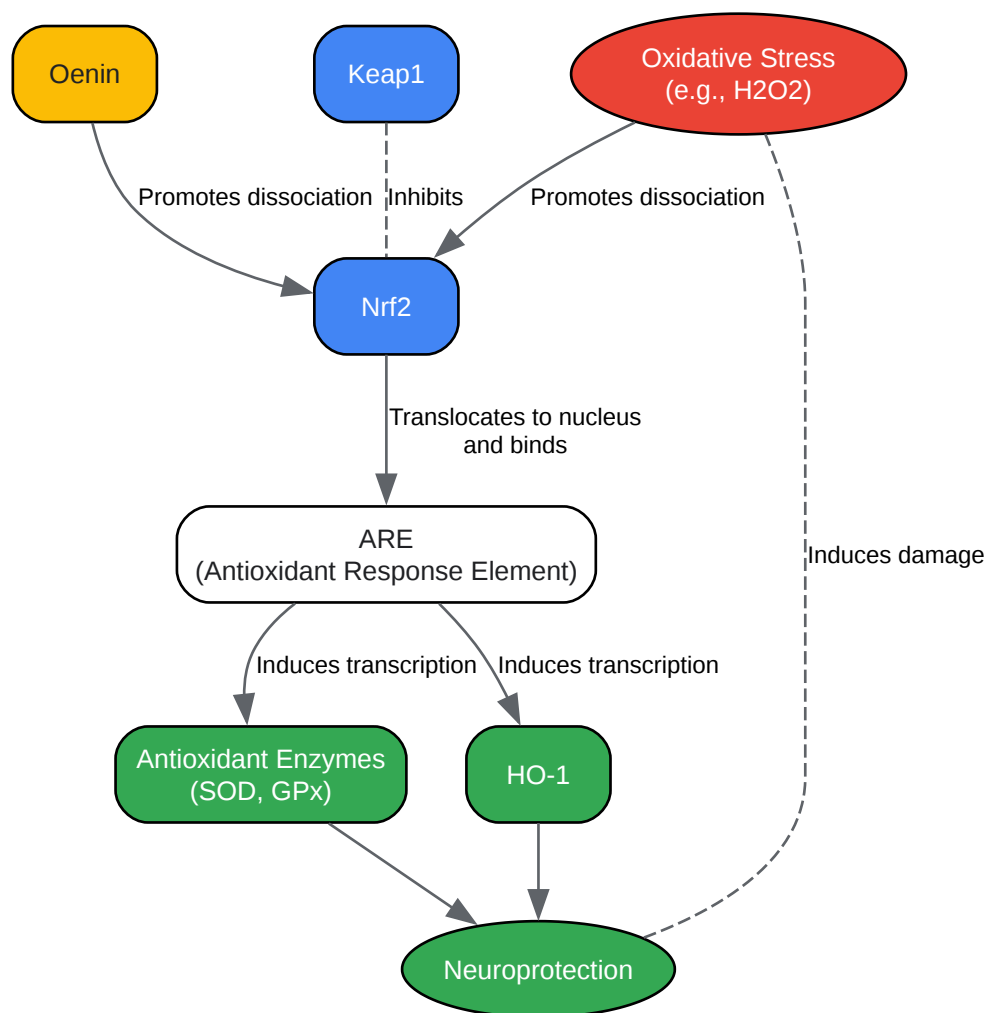 Oenin
Keap1
Oxidative Stress
(e.g., H2O2)
Promotes dissociation
Inhibits
Promotes dissociation
Nrf2
Translocates to nucleus
and binds
ARE
(Antioxidant Response Element)
Induces damage
Induces transcription
Induces transcription
Antioxidant Enzymes
(SOD, GPx)
HO-1
Neuroprotection